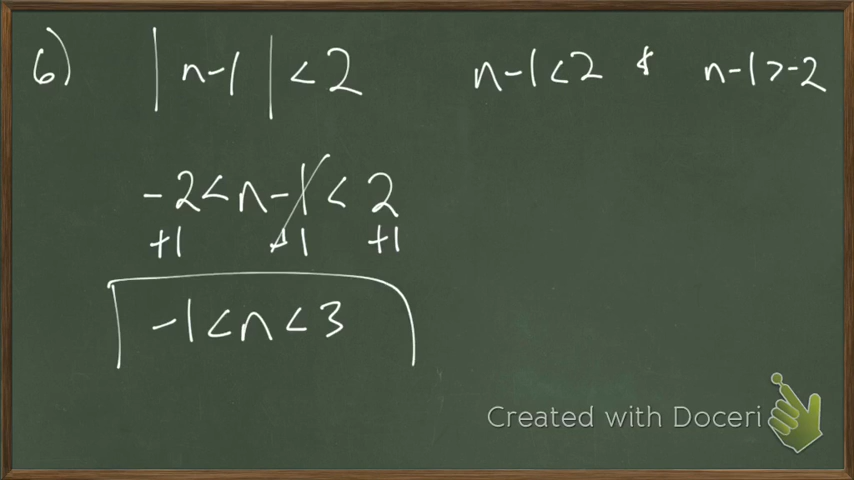 6) |n-1| < 2 n-1<2 & n-1>-2
-2<n-1< 2
+1 +1 +1
-1<n<3
Created with Doceri